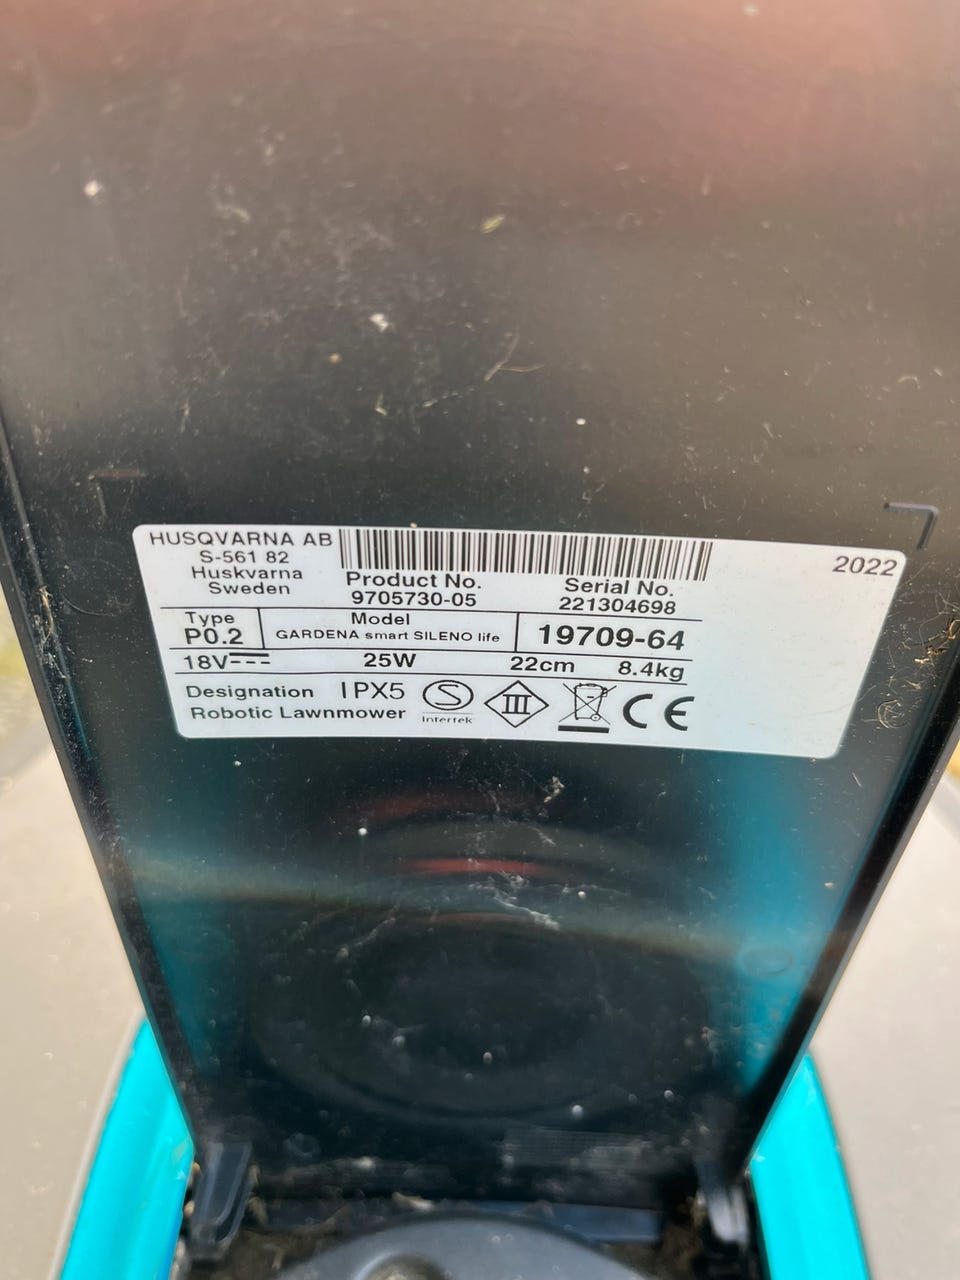 HUSQVARNA AB
S-561 82
Huskvarna
Sweden
Product No.
9705730-05
Serial No.
221304698
2022
Type
P0.2
Model
GARDENA smart SILENO life
19709-64
18V
25W
22cm
8.4kg
Designation
Robotic Lawnmower
IPX5
S
Intertek
III
CE